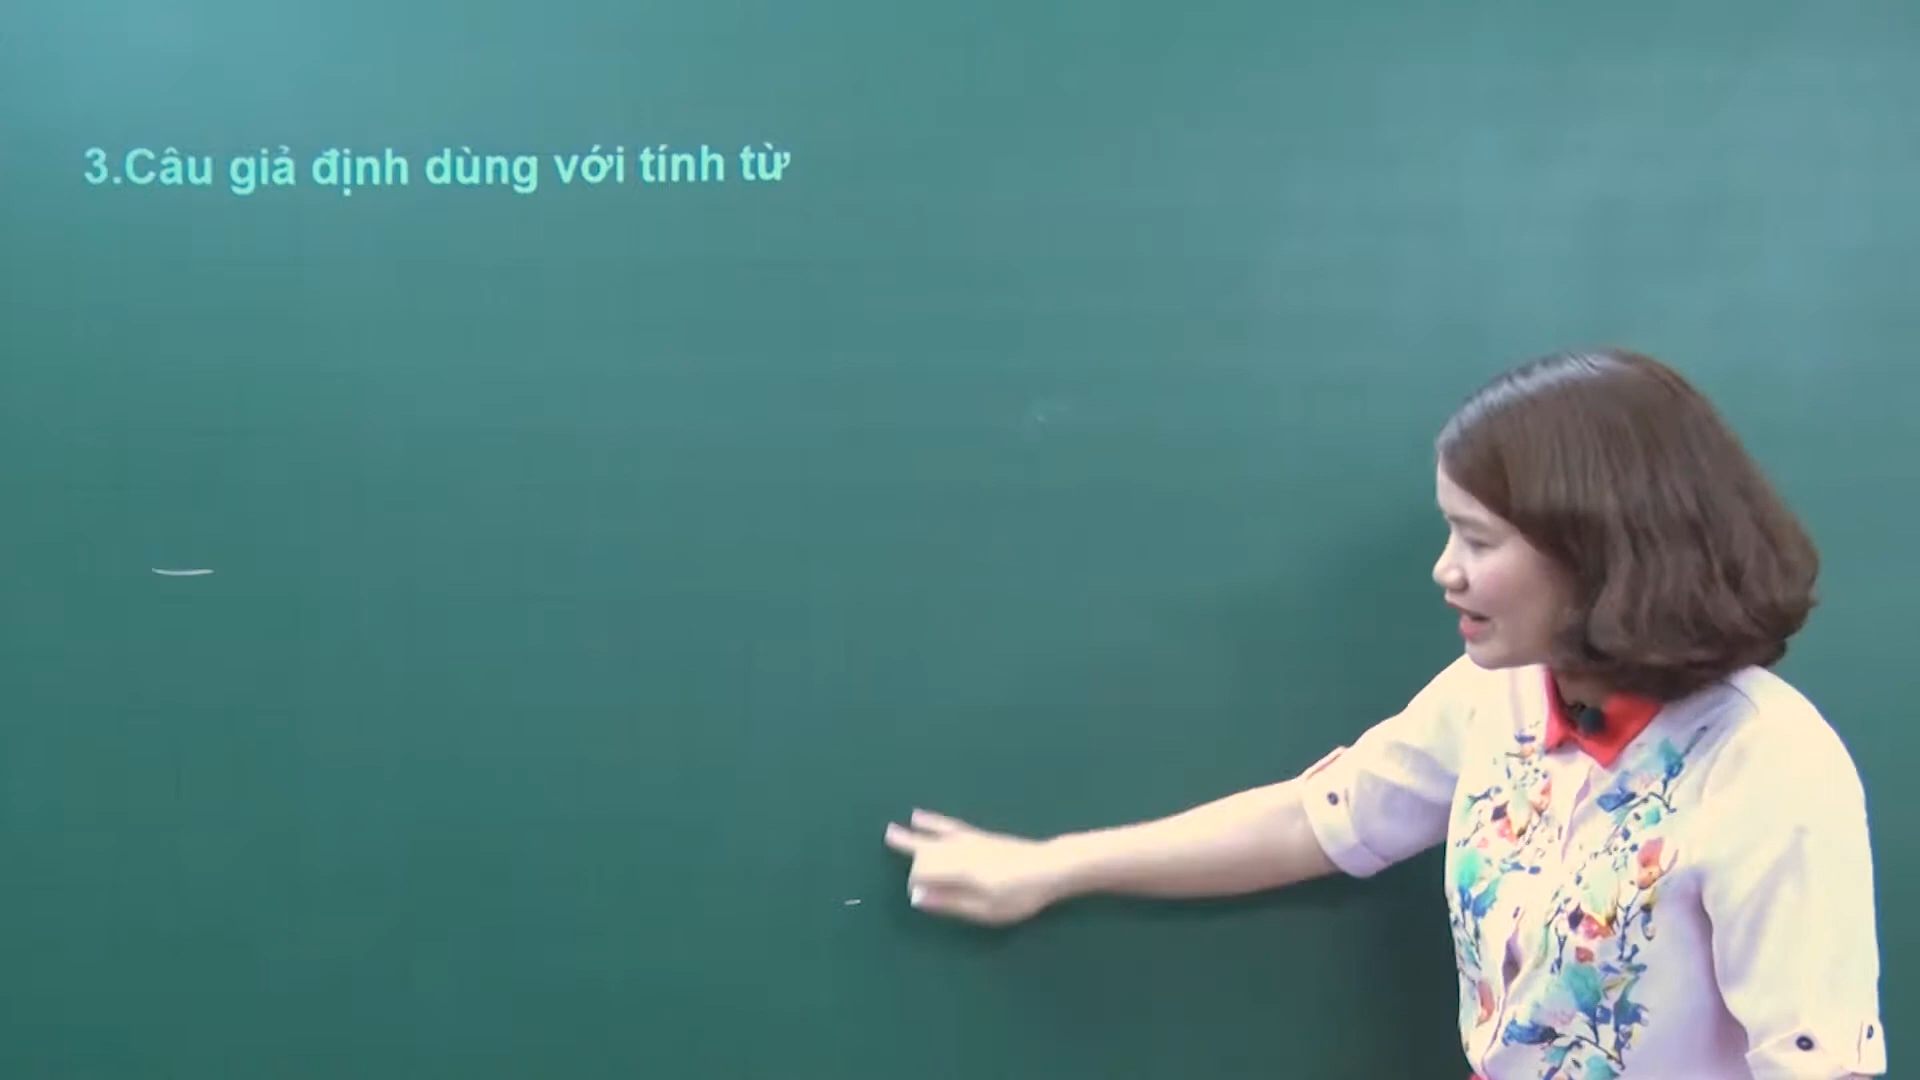 3.Câu giả định dùng với tính từ